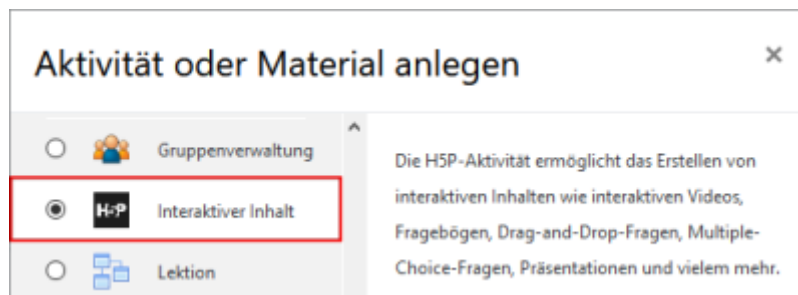 Aktivität oder Material anlegen
×
Gruppenverwaltung
H5P Interaktiver Inhalt
Lektion
Die H5P-Aktivität ermöglicht das Erstellen von
interaktiven Inhalten wie interaktiven Videos,
Fragebögen, Drag-and-Drop-Fragen, Multiple-
Choice-Fragen, Präsentationen und vielem mehr.